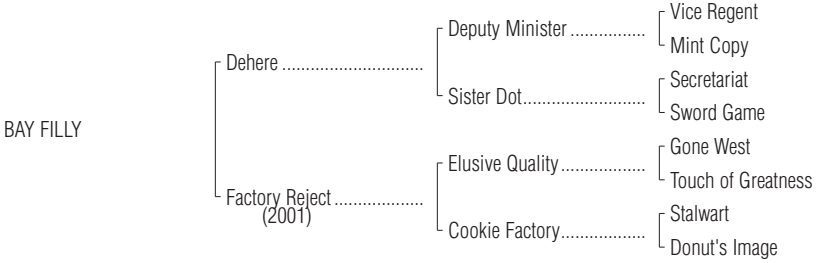 Vice Regent
Deputy Minister ................
Mint Copy
Dehere .............................
Secretariat
Sister Dot.........................
Sword Game
BAY FILLY
Gone West
Elusive Quality ..................
Touch of Greatness
Factory Reject ...................
(2001)
Stalwart
Cookie Factory..................
Donut's Image